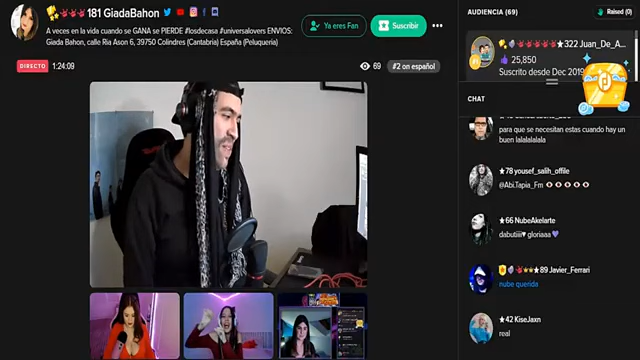 181 GiadaBahon
A veces en la vida cuando se GANA se PIERDE #losdecasa #universalovers ENVIOS:
Giada Bahon, calle Ria Ason 6, 39750 Colindres (Cantabria) España (Peluqueria)
Ya eres Fan
Suscribir
DIRECTO
1:24:09
69
#2 en español
AUDIENCIA (69)
Raised (0)
322 Juan_De_A...
25,850
Suscrito desde Dec 2019
CHAT
para que se necesitan estas cuando hay un
buen lalalalalala
78 yousef_salih_offile
@Abi.Tapia_Fm
66 NubeAkelarte
dabutiiii♥ gloriaaa
89 Javier_Ferrari
nube querida
42 KiseJaxn
real